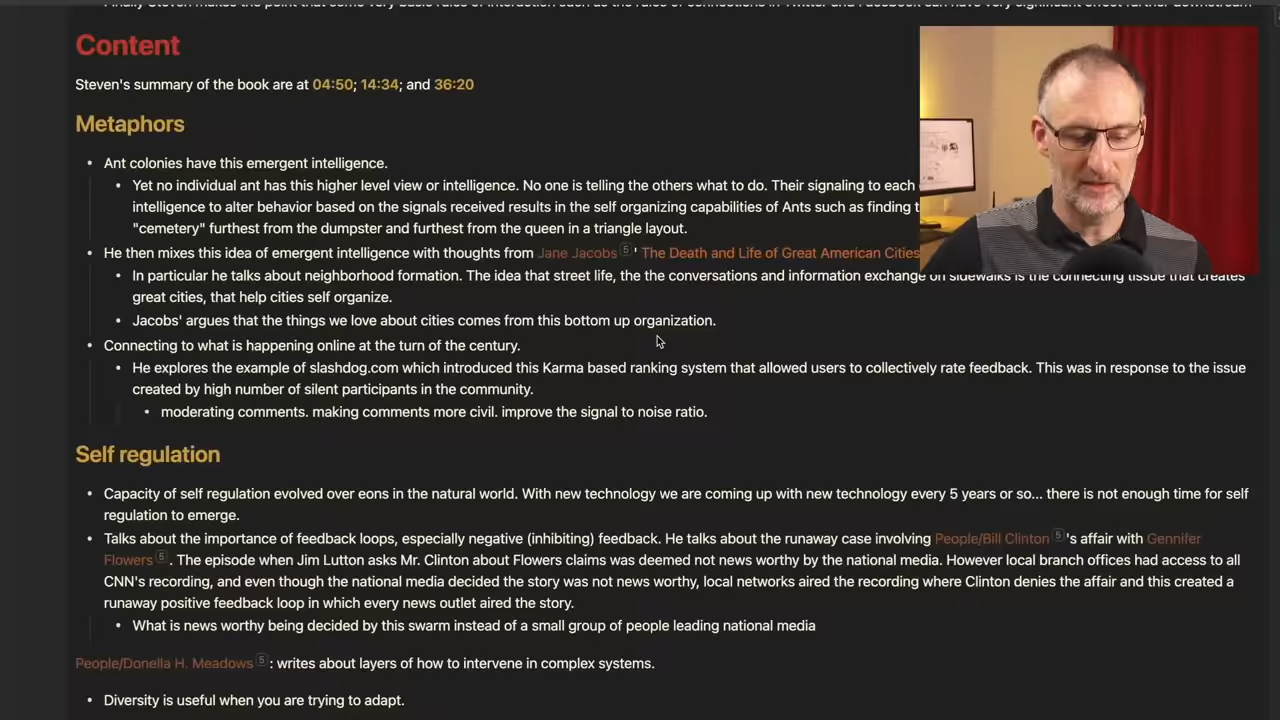 Content
Steven's summary of the book are at 04:50; 14:34; and 36:20
Metaphors
• Ant colonies have this emergent intelligence.
• Yet no individual ant has this higher level view or intelligence. No one is telling the others what to do. Their signaling to each
intelligence to alter behavior based on the signals received results in the self organizing capabilities of Ants such as finding t
"cemetery" furthest from the dumpster and furthest from the queen in a triangle layout.
• He then mixes this idea of emergent intelligence with thoughts from Jane Jacobs 5 ' The Death and Life of Great American Cities
• In particular he talks about neighborhood formation. The idea that street life, the the conversations and information exchange on sidewalks is the connecting tissue that creates
great cities, that help cities self organize.
• Jacobs' argues that the things we love about cities comes from this bottom up organization.
• Connecting to what is happening online at the turn of the century.
• He explores the example of slashdog.com which introduced this Karma based ranking system that allowed users to collectively rate feedback. This was in response to the issue
created by high number of silent participants in the community.
• moderating comments. making comments more civil. improve the signal to noise ratio.
Self regulation
• Capacity of self regulation evolved over eons in the natural world. With new technology we are coming up with new technology every 5 years or so... there is not enough time for self
regulation to emerge.
• Talks about the importance of feedback loops, especially negative (inhibiting) feedback. He talks about the runaway case involving People/Bill Clinton 5 's affair with Gennifer
Flowers 5 . The episode when Jim Lutton asks Mr. Clinton about Flowers claims was deemed not news worthy by the national media. However local branch offices had access to all
CNN's recording, and even though the national media decided the story was not news worthy, local networks aired the recording where Clinton denies the affair and this created a
runaway positive feedback loop in which every news outlet aired the story.
• What is news worthy being decided by this swarm instead of a small group of people leading national media
People/Donella H. Meadows 5 : writes about layers of how to intervene in complex systems.
• Diversity is useful when you are trying to adapt.